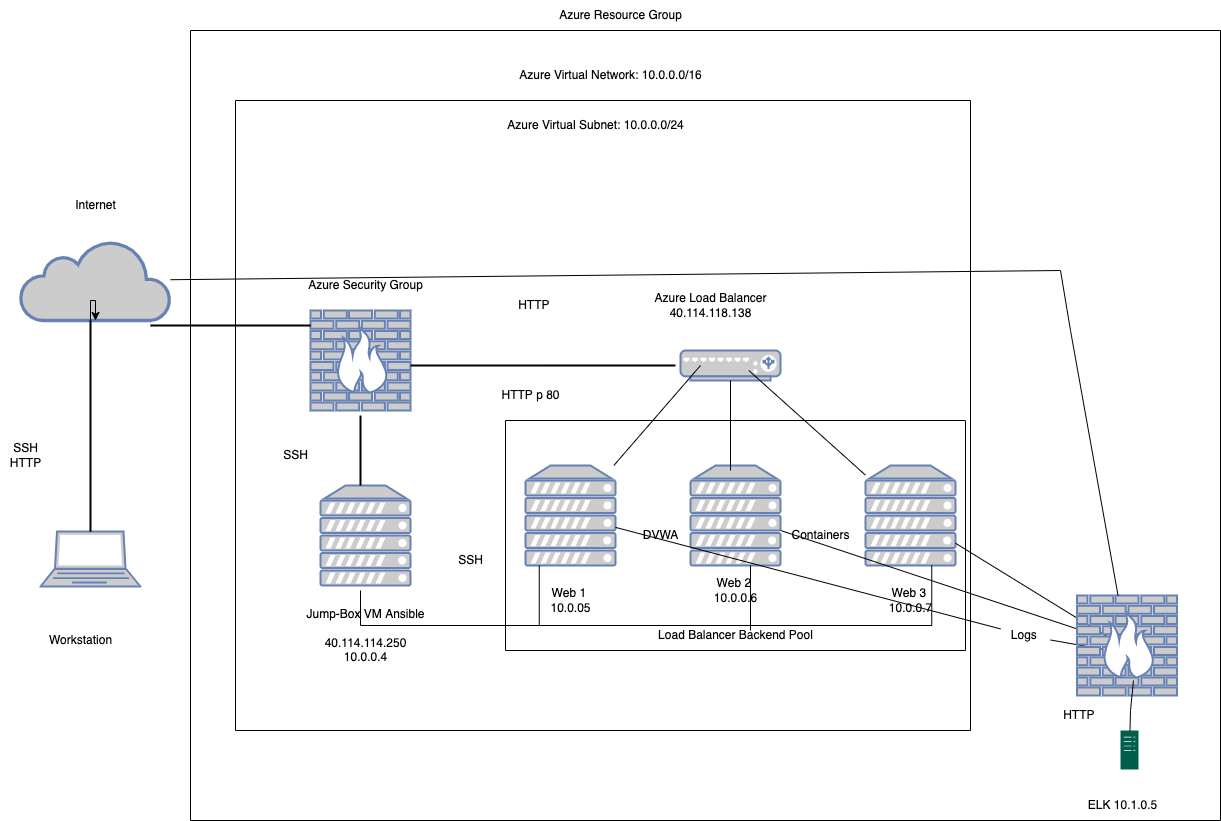 Azure Resource Group
Azure Virtual Network: 10.0.0.0/16
Azure Virtual Subnet: 10.0.0.0/24
Internet
Azure Security Group
HTTP
Azure Load Balancer
40.114.118.138
HTTP p 80
SSH
HTTP
SSH
SSH
DVWA
Containers
Web 1
10.0.05
Web 2
10.0.0.6
Web 3
10.0.0.7
Jump-Box VM Ansible
40.114.114.250
10.0.0.4
Load Balancer Backend Pool
Logs
Workstation
HTTP
ELK 10.1.0.5